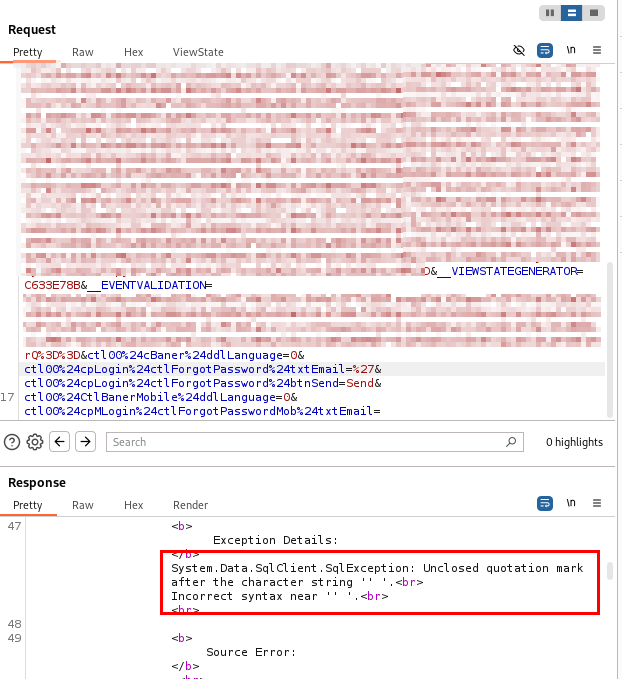 Request
Pretty Raw Hex ViewState \n
D&__VIEWSTATEGENERATOR=
C633E78B&__EVENTVALIDATION=
rQ%3D%3D&ctl00%24cBaner%24ddlLanguage=0&
ctl00%24cpLogin%24ctlForgotPassword%24txtEmail=%27&
ctl00%24cpLogin%24ctlForgotPassword%24btnSend=Send&
17 ctl00%24CtlBanerMobile%24ddlLanguage=0&
ctl00%24cpMLogin%24ctlForgotPasswordMob%24txtEmail=
Search 0 highlights
Response
Pretty Raw Hex Render \n
47 <b>
Exception Details:
</b>
System.Data.SqlClient.SqlException: Unclosed quotation mark
after the character string '' '.<br>
Incorrect syntax near '' '.<br>
<br>
48
49 <b>
Source Error:
</b>
<br>